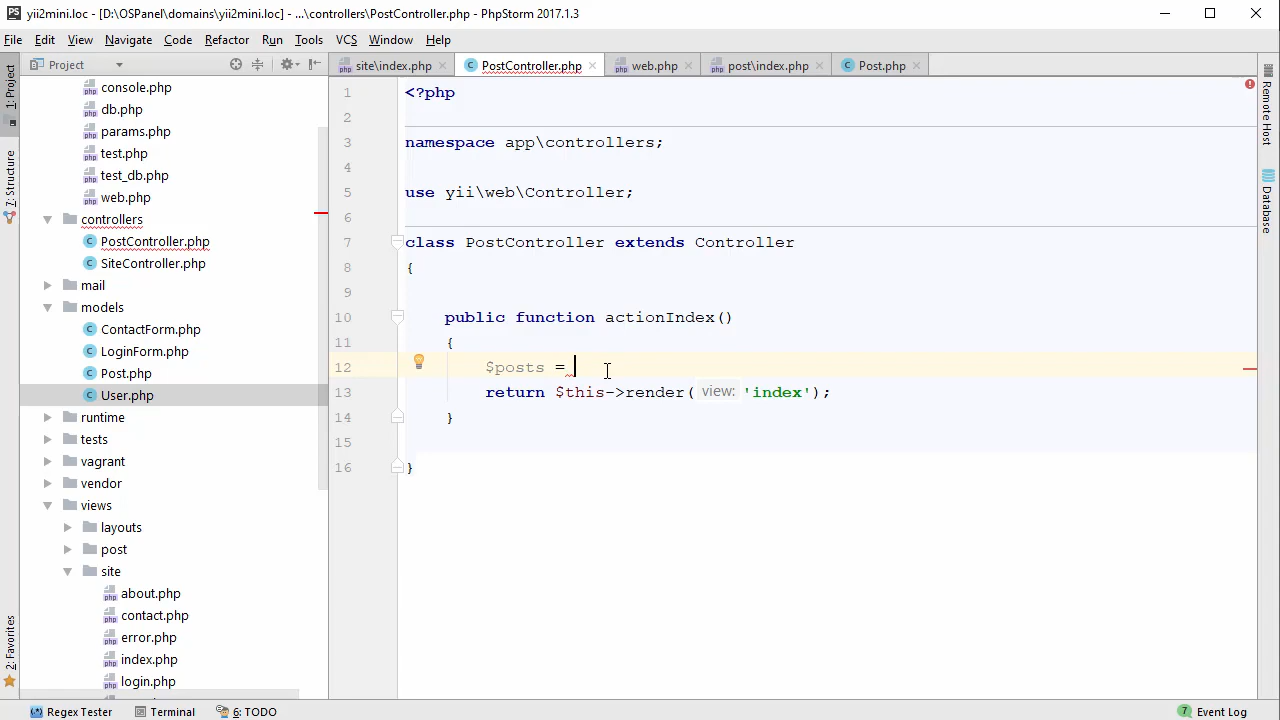 yii2mini.loc - [D:\OSPanel\domains\yii2mini.loc] - ...\controllers\PostController.php - PhpStorm 2017.1.3
File Edit View Navigate Code Refactor Run Tools VCS Window Help
Project
site\index.php
PostController.php
web.php
post\index.php
Post.php
1: Project
7: Structure
2: Favorites
console.php
db.php
params.php
test.php
test_db.php
web.php
controllers
PostController.php
SiteController.php
mail
models
ContactForm.php
LoginForm.php
Post.php
User.php
runtime
tests
vagrant
vendor
views
layouts
post
site
about.php
contact.php
error.php
index.php
login.php
1 <?php
2
3 namespace app\controllers;
4
5 use yii\web\Controller;
6
7 class PostController extends Controller
8 {
9
10 public function actionIndex()
11 {
12 $posts =
13 return $this->render( view: 'index');
14 }
15
16 }
Remote Host
Database
Regex Tester
Terminal
6: TODO
7 Event Log